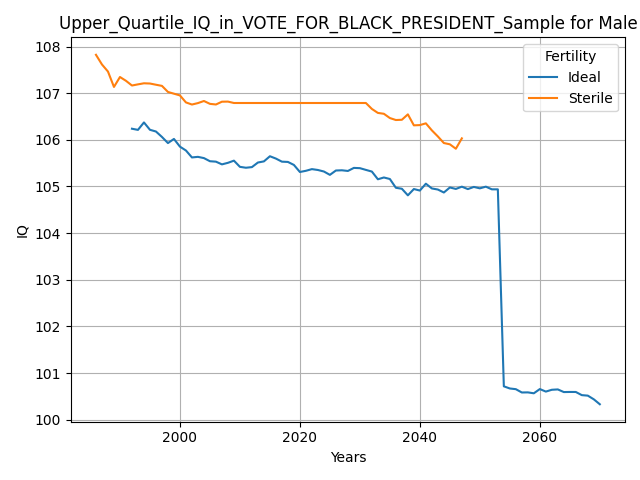 Upper_Quartile_IQ_in_VOTE_FOR_BLACK_PRESIDENT_Sample for Male
Fertility
Ideal
Sterile
108
107
106
105
104
103
102
101
100
IQ
2000
2020
2040
2060
Years